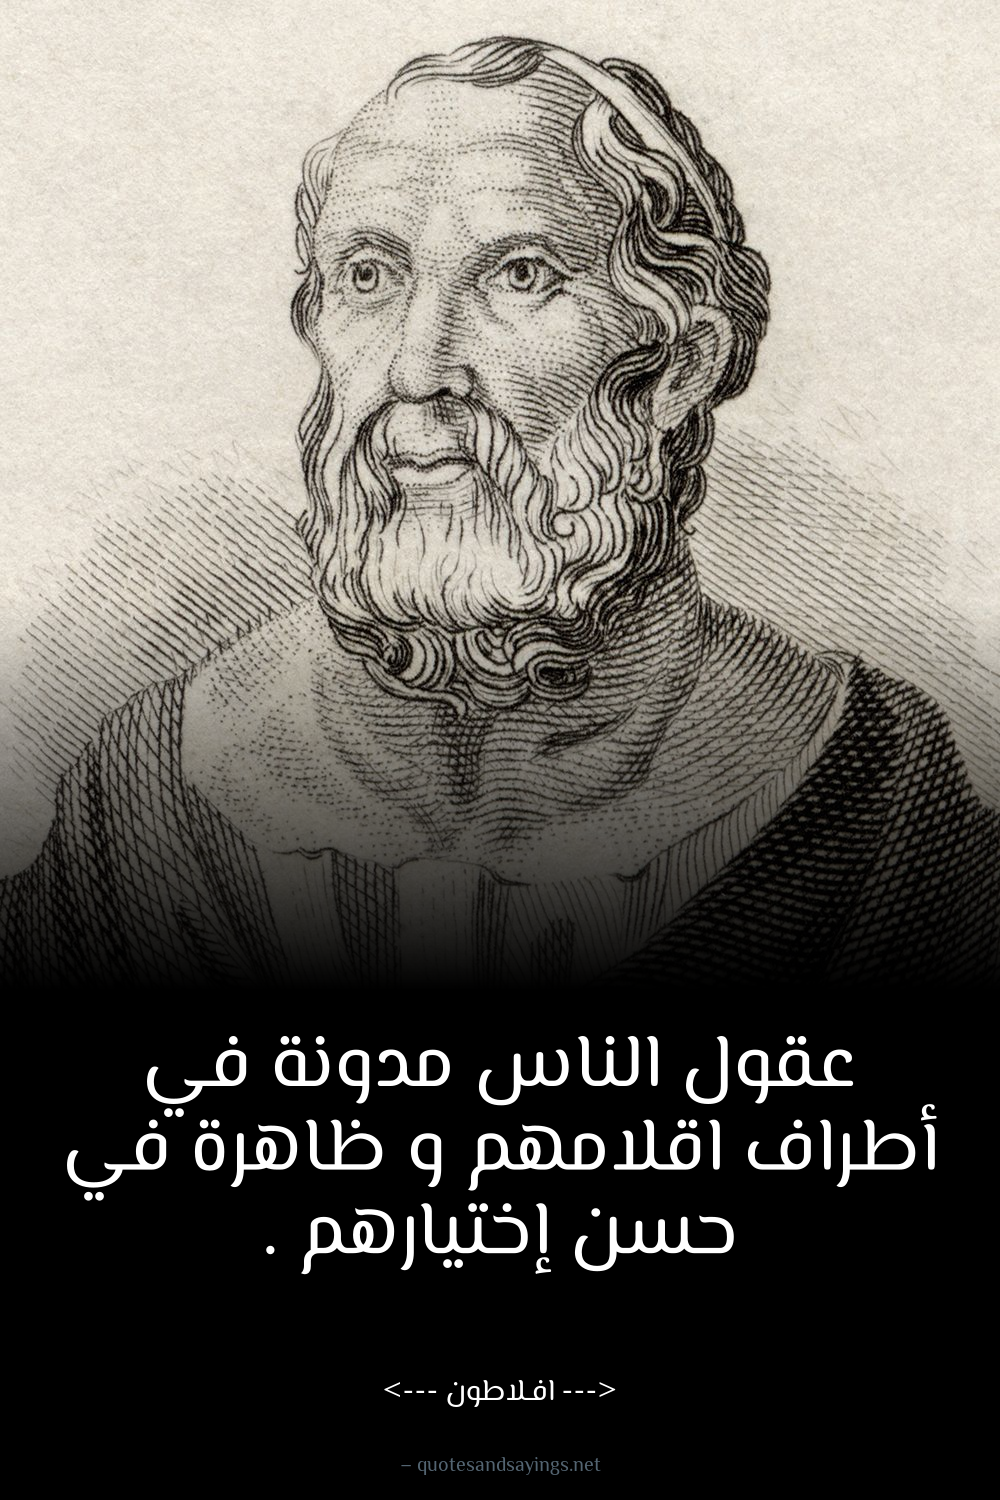 عقول الناس مدونة في
أطراف اقلامهم و ظاهرة في
حسن إختيارهم .
<--- افلاطون --->
– quotesandsayings.net